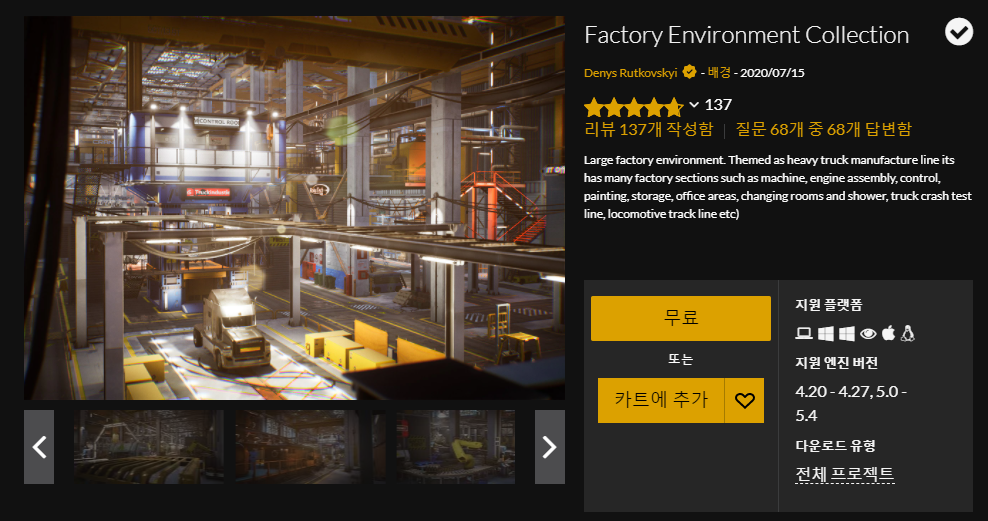 Factory Environment Collection
Denys Rutkovskyi - 배경 - 2020/07/15
137
리뷰 137개 작성함 | 질문 68개 중 68개 답변함
Large factory environment. Themed as heavy truck manufacture line its
has many factory sections such as machine, engine assembly, control,
painting, storage, office areas, changing rooms and shower, truck crash test
line, locomotive track line etc)
무료
또는
카트에 추가
지원 플랫폼
지원 엔진 버전
4.20 - 4.27, 5.0 -
5.4
다운로드 유형
전체 프로젝트
CONTROL ROOM